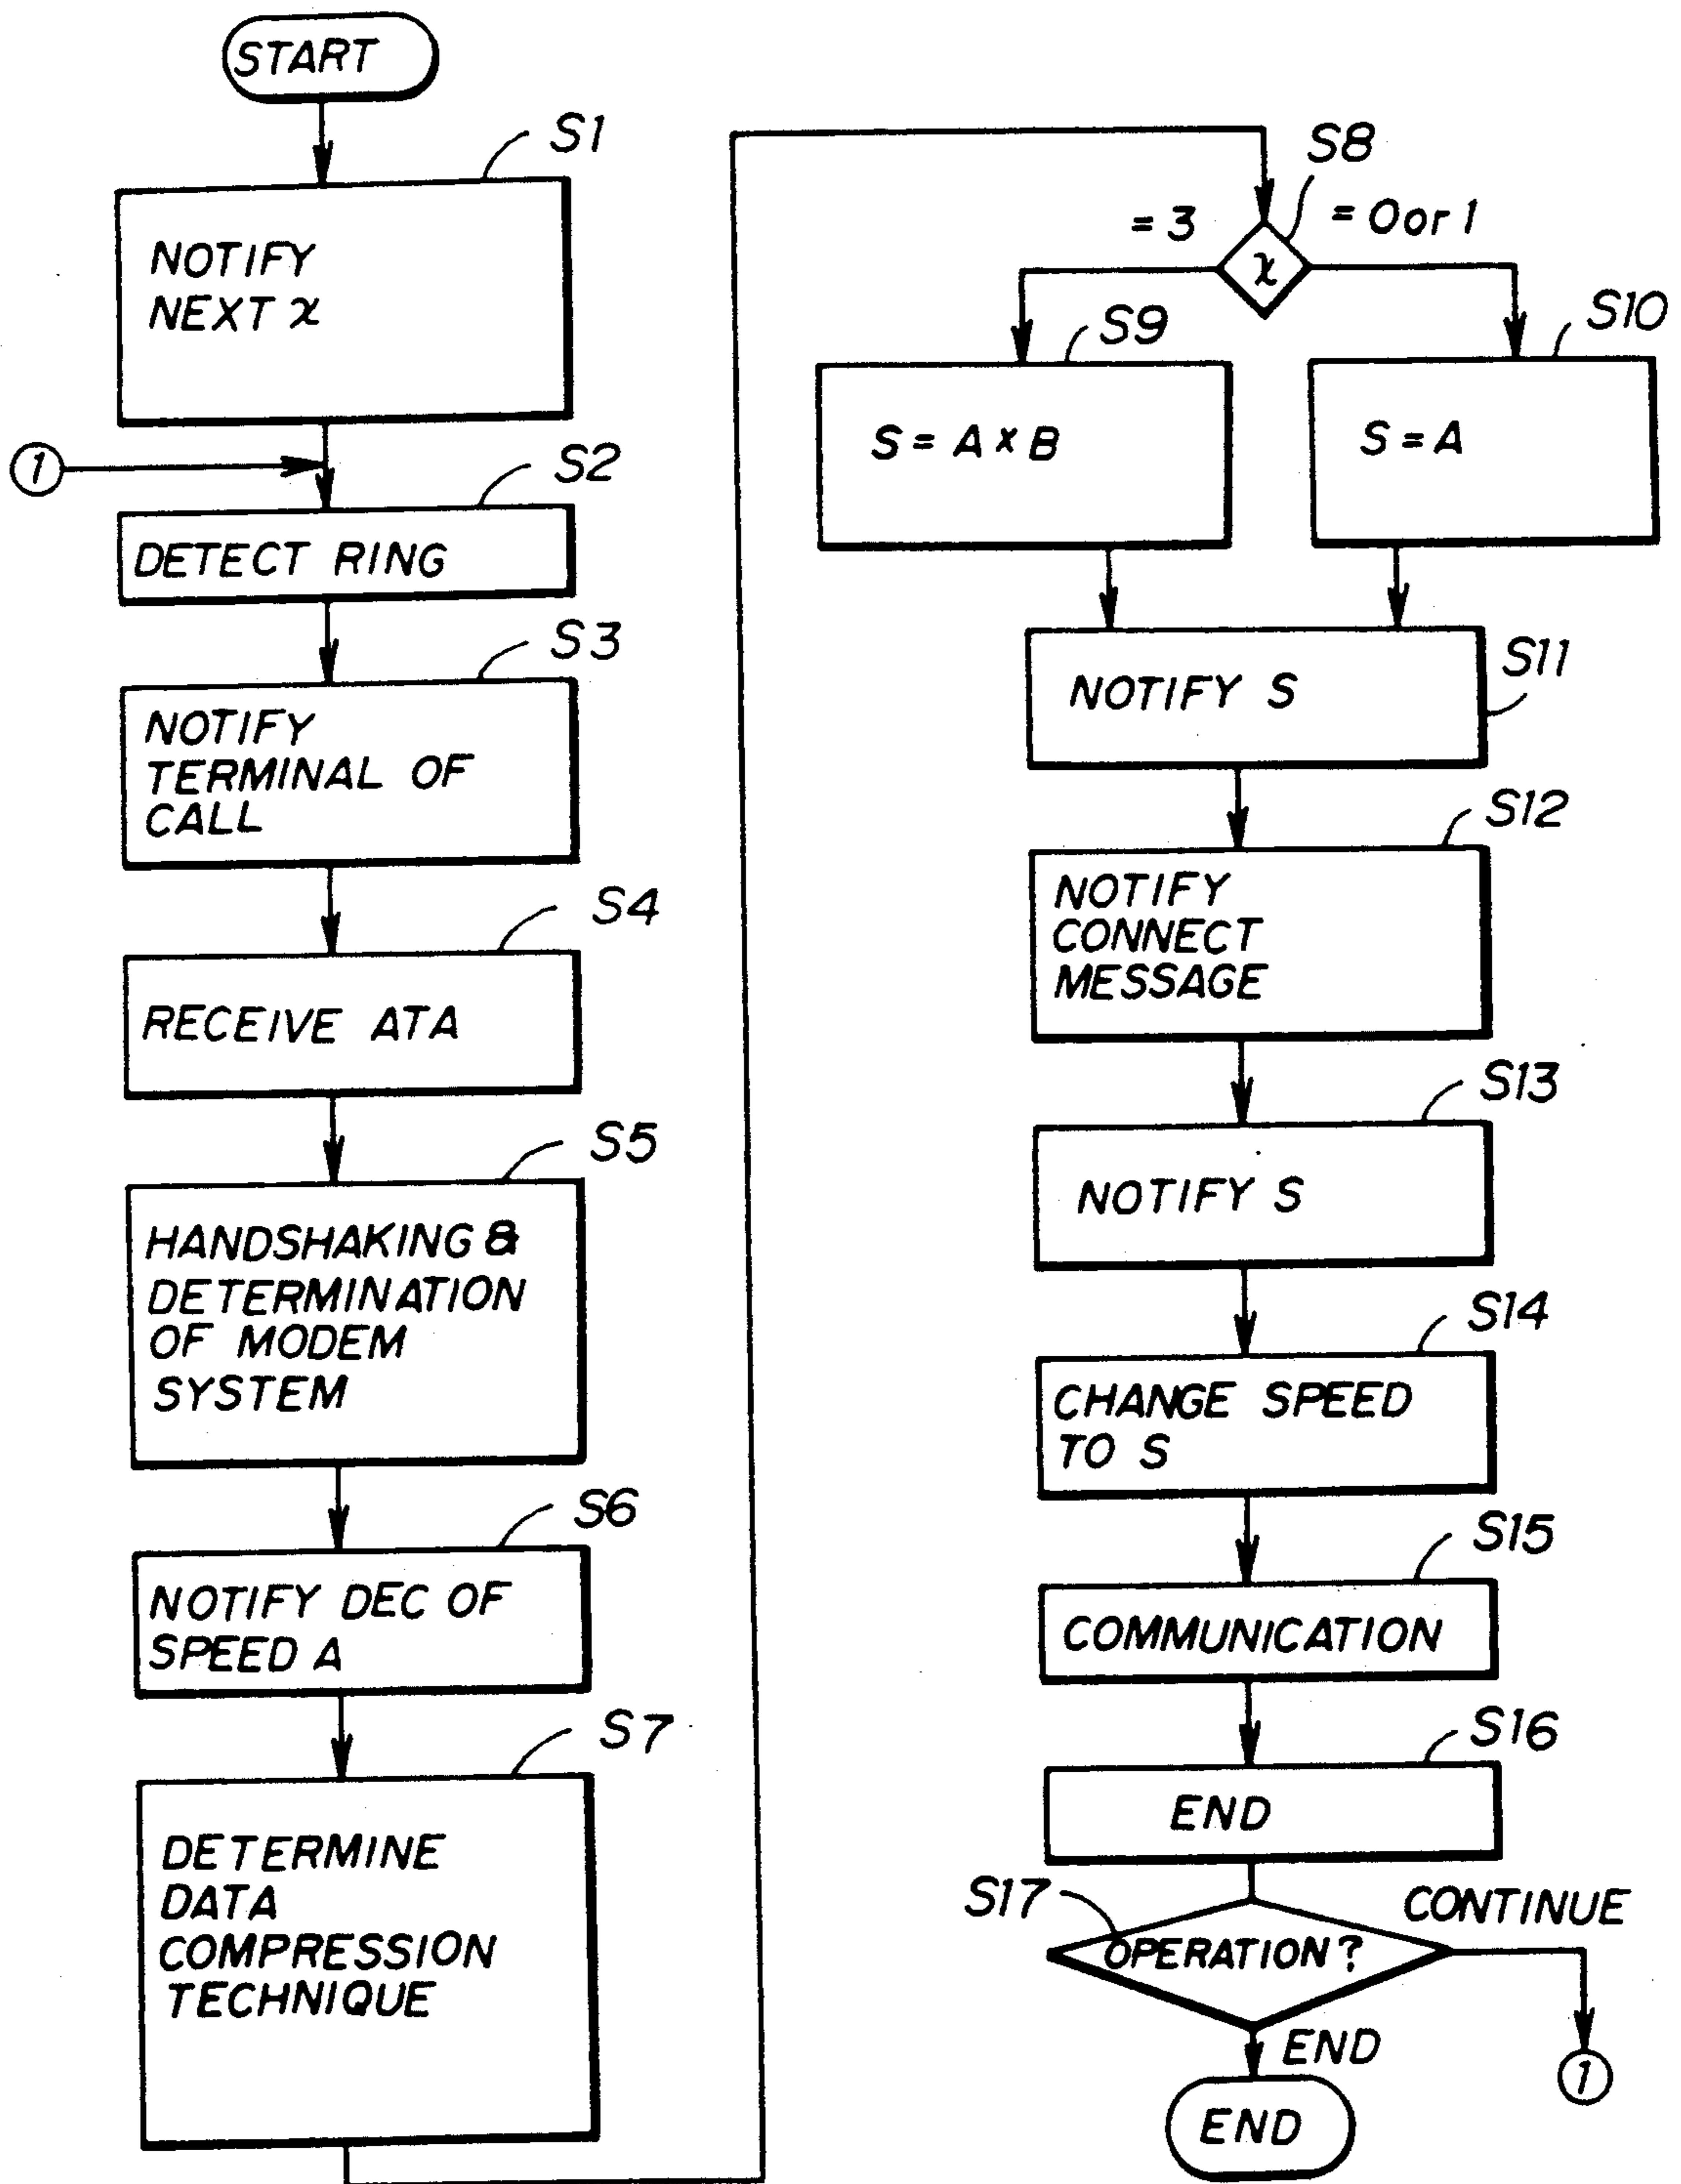 START
S1
NOTIFY
NEXT χ
1
S2
DETECT RING
S3
NOTIFY
TERMINAL OF
CALL
S4
RECEIVE ATA
S5
HANDSHAKING &
DETERMINATION
OF MODEM
SYSTEM
S6
NOTIFY DEC OF
SPEED A
S7
DETERMINE
DATA
COMPRESSION
TECHNIQUE
S8
= 3
χ
= 0 or 1
S9
S = A × B
S10
S = A
S11
NOTIFY S
S12
NOTIFY
CONNECT
MESSAGE
S13
NOTIFY S
S14
CHANGE SPEED
TO S
S15
COMMUNICATION
S16
END
S17
OPERATION?
CONTINUE
END
1
END